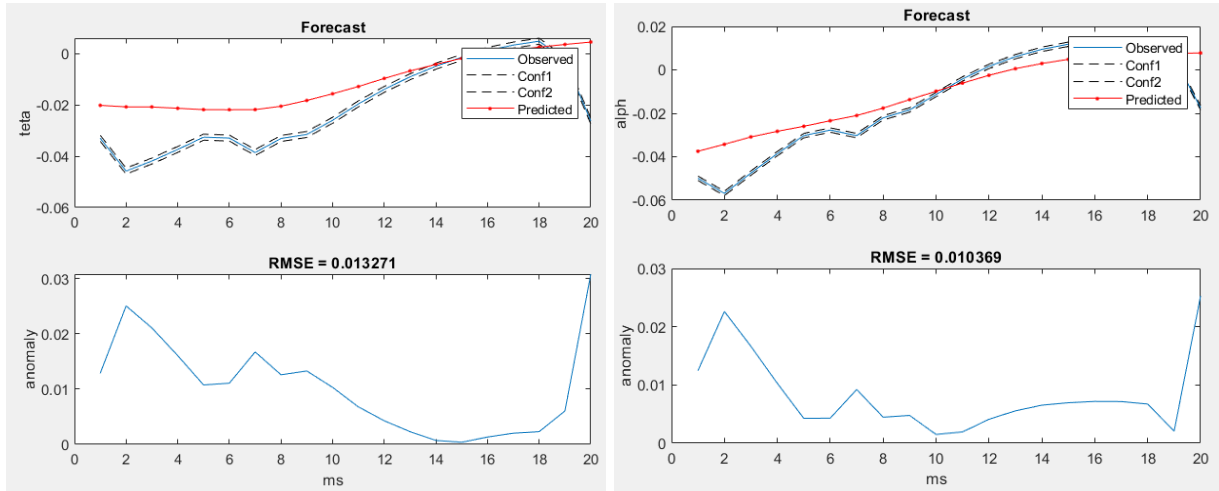 Forecast
0
-0.02
-0.04
-0.06
teta
Observed
Conf1
Conf2
Predicted
0 2 4 6 8 10 12 14 16 18 20
RMSE = 0.013271
0.03
0.02
0.01
0
anomaly
0 2 4 6 8 10 12 14 16 18 20
ms
Forecast
0.02
0
-0.02
-0.04
-0.06
alph
Observed
Conf1
Conf2
Predicted
0 2 4 6 8 10 12 14 16 18 20
RMSE = 0.010369
0.03
0.02
0.01
0
anomaly
0 2 4 6 8 10 12 14 16 18 20
ms